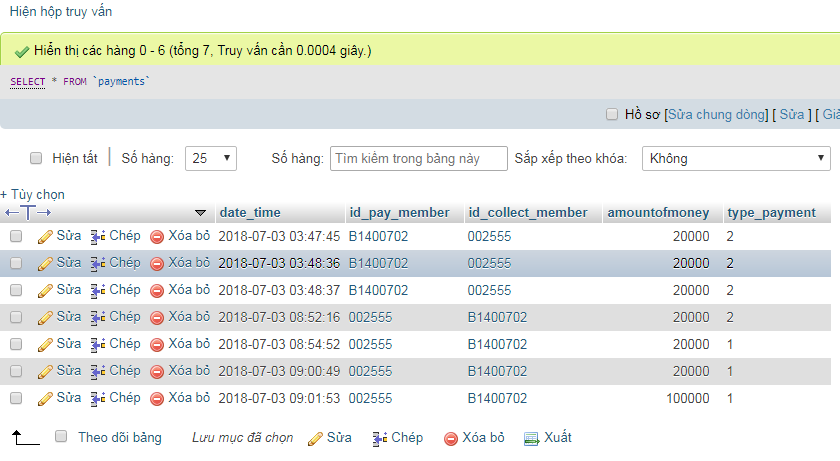 Hiện hộp truy vấn
Hiển thị các hàng 0 - 6 (tổng 7, Truy vấn cần 0.0004 giây.)
SELECT * FROM `payments`
Hồ sơ [Sửa chung dòng] [ Sửa ] [ Giả
Hiện tất | Số hàng: 25 Số hàng: Tìm kiếm trong bảng này Sắp xếp theo khóa: Không
+ Tùy chọn
←T→ date_time id_pay_member id_collect_member amountofmoney type_payment
Sửa Chép Xóa bỏ 2018-07-03 03:47:45 B1400702 002555 20000 2
Sửa Chép Xóa bỏ 2018-07-03 03:48:36 B1400702 002555 20000 2
Sửa Chép Xóa bỏ 2018-07-03 03:48:37 B1400702 002555 20000 2
Sửa Chép Xóa bỏ 2018-07-03 08:52:16 002555 B1400702 20000 2
Sửa Chép Xóa bỏ 2018-07-03 08:54:52 002555 B1400702 20000 1
Sửa Chép Xóa bỏ 2018-07-03 09:00:49 002555 B1400702 20000 1
Sửa Chép Xóa bỏ 2018-07-03 09:01:53 002555 B1400702 100000 1
Theo dõi bảng Lưu mục đã chọn Sửa Chép Xóa bỏ Xuất